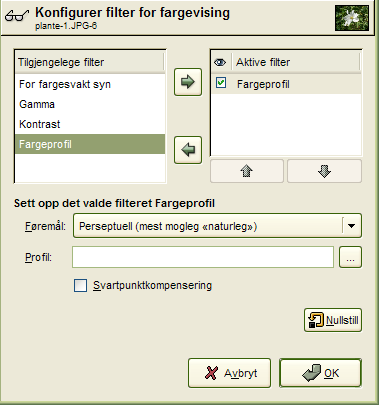 Konfigurer filter for fargevising
plante-1.JPG-6
Tilgjengelege filter
For fargesvakt syn
Gamma
Kontrast
Fargeprofil
Aktive filter
Fargeprofil
Sett opp det valde filteret Fargeprofil
Føremål: Perseptuell (mest mogleg «naturleg»)
Profil: ...
Svartpunktkompensering
Nullstill
Avbryt OK